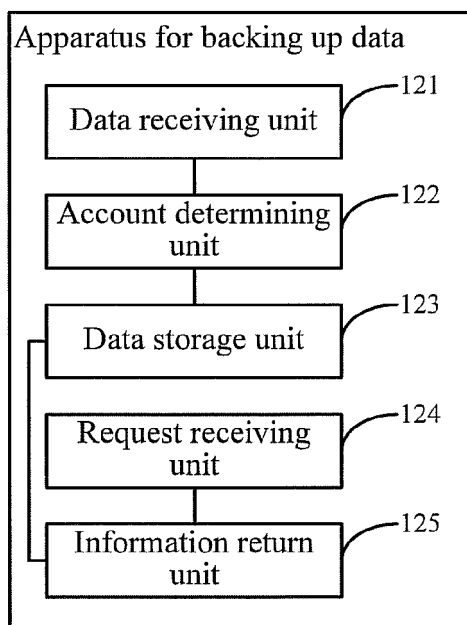 Apparatus for backing up data
121
Data receiving unit
122
Account determining
unit
123
Data storage unit
124
Request receiving
unit
125
Information return
unit